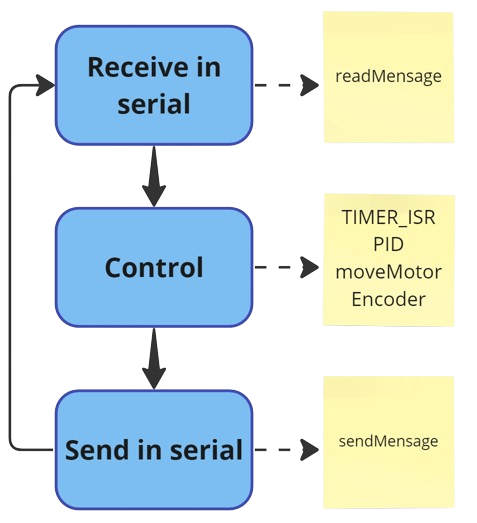 Receive in
serial
readMensage
Control
TIMER_ISR
PID
moveMotor
Encoder
Send in serial
sendMensage